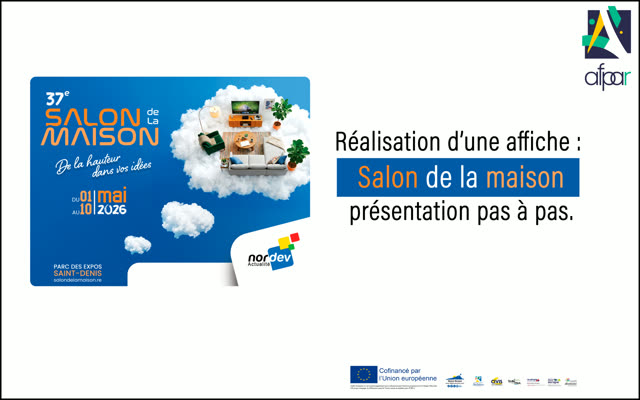 afpar
37e
SALON de La
MAISON
De la hauteur
dans vos idées
DU 01 mai
AU 10 2026
PARC DES EXPOS
SAINT-DENIS
salondelamaison.re
nordev
Actualité
Réalisation d'une affiche :
Salon de la maison
présentation pas à pas.
Cofinancé par
l'Union européenne